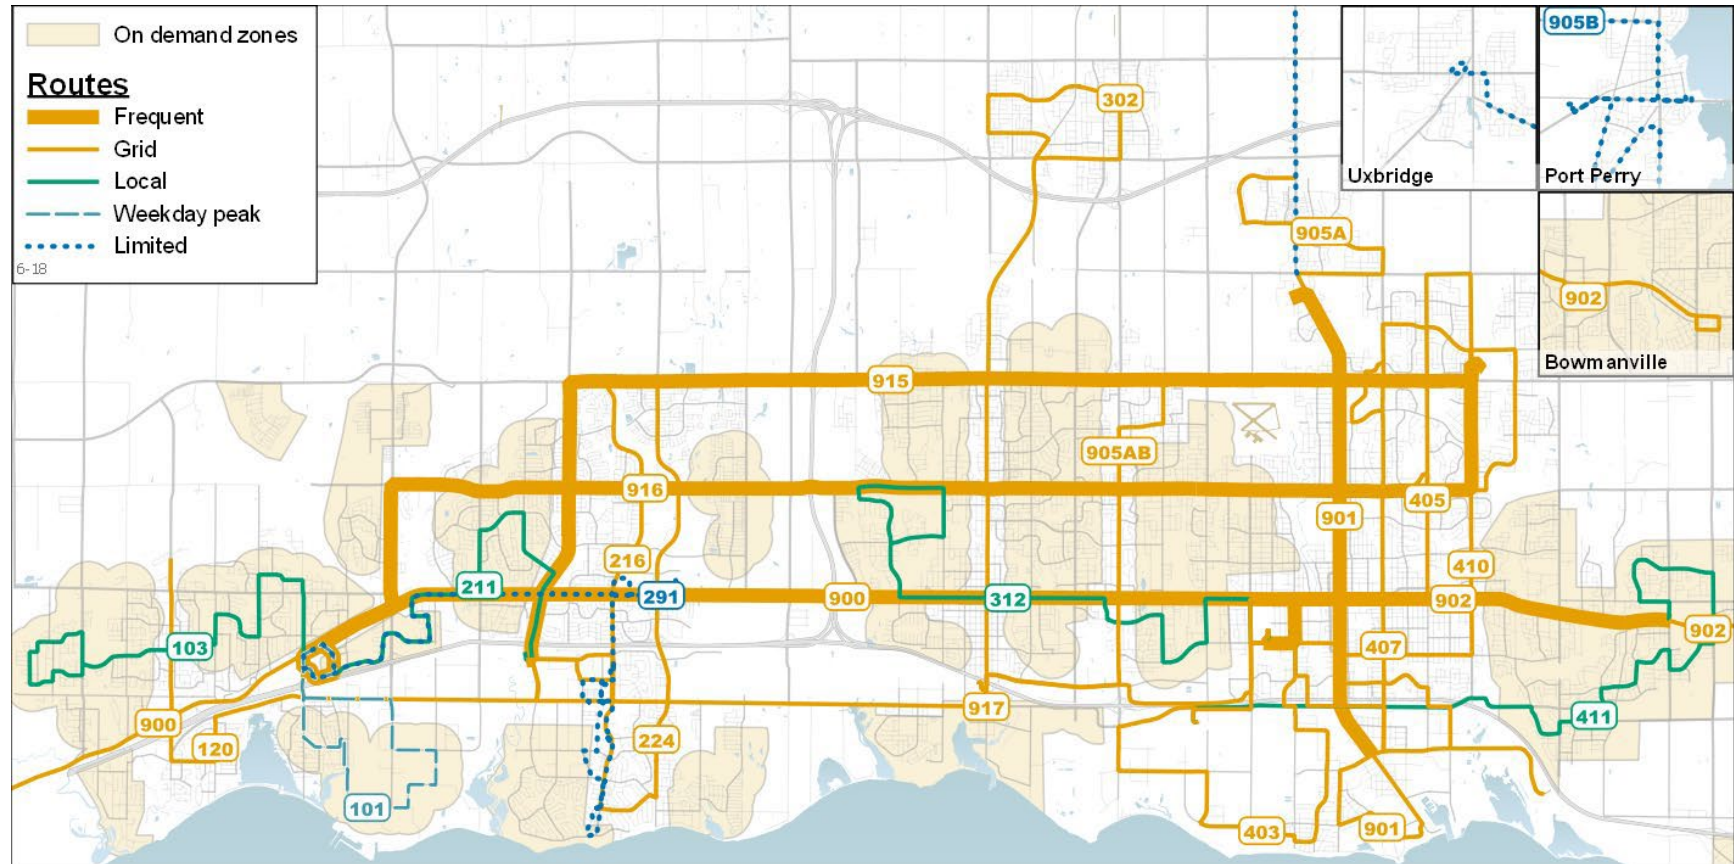 On demand zones
Routes
Frequent
Grid
Local
Weekday peak
Limited
6-18
302
905A
Uxbridge
905B
Port Perry
902
Bowmanville
915
905AB
916
405
901
216
410
211
291
900
312
902
902
103
407
900
120
917
224
411
101
403
901